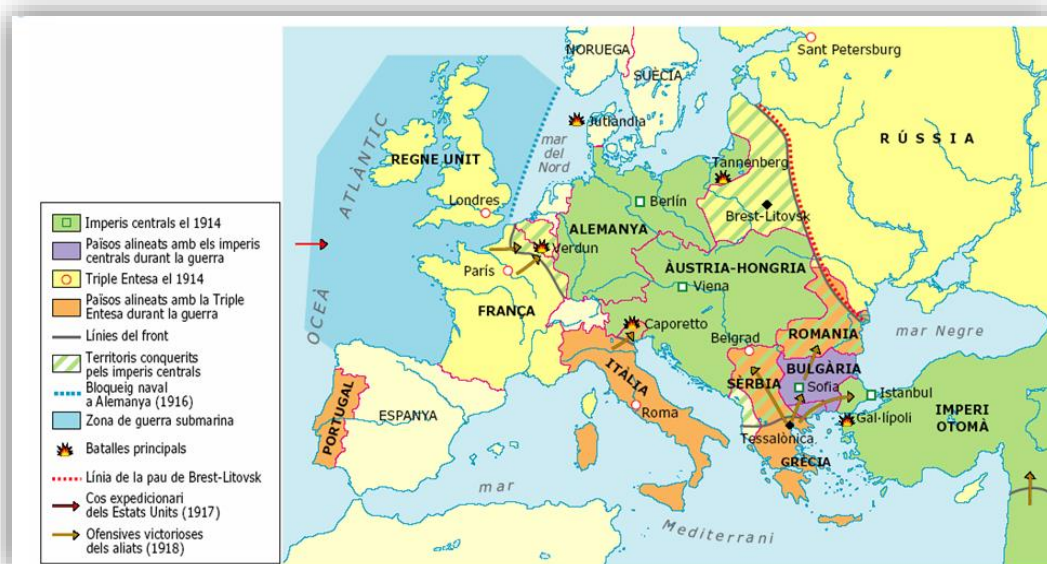 Imperis centrals el 1914
Països alineats amb els imperis
centrals durant la guerra
Triple Entesa el 1914
Països alineats amb la Triple
Entesa durant la guerra
Línies del front
Territoris conquerits
pels imperis centrals
Bloqueig naval
a Alemanya (1916)
Zona de guerra submarina
Batalles principals
Línia de la pau de Brest-Litovsk
Cos expedicionari
dels Estats Units (1917)
Ofensives victorioses
dels aliats (1918)
OCEÀ ATLÀNTIC
NORUEGA
SUÈCIA
Sant Petersburg
Jutlàndia
mar
del
Nord
RÚSSIA
REGNE UNIT
Londres
Tannenberg
Berlín
Brest-Litovsk
ALEMANYA
Verdun
París
ÀUSTRIA-HONGRIA
Viena
FRANÇA
Caporetto
Belgrad
ROMANIA
mar Negre
ITÀLIA
SÈRBIA
BULGÀRIA
Sofia
Istanbul
PORTUGAL
ESPANYA
Roma
Gal·lípoli
IMPERI
OTOMÀ
Tessalònica
GRÈCIA
mar
Mediterrani